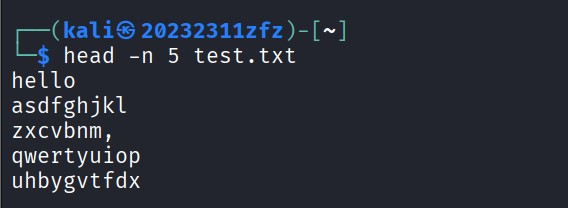 ┌──(kali㉿20232311zfz)-[~]
└─$ head -n 5 test.txt
hello
asdfghjkl
zxcvbnm,
qwertyuiop
uhbygvtfdx